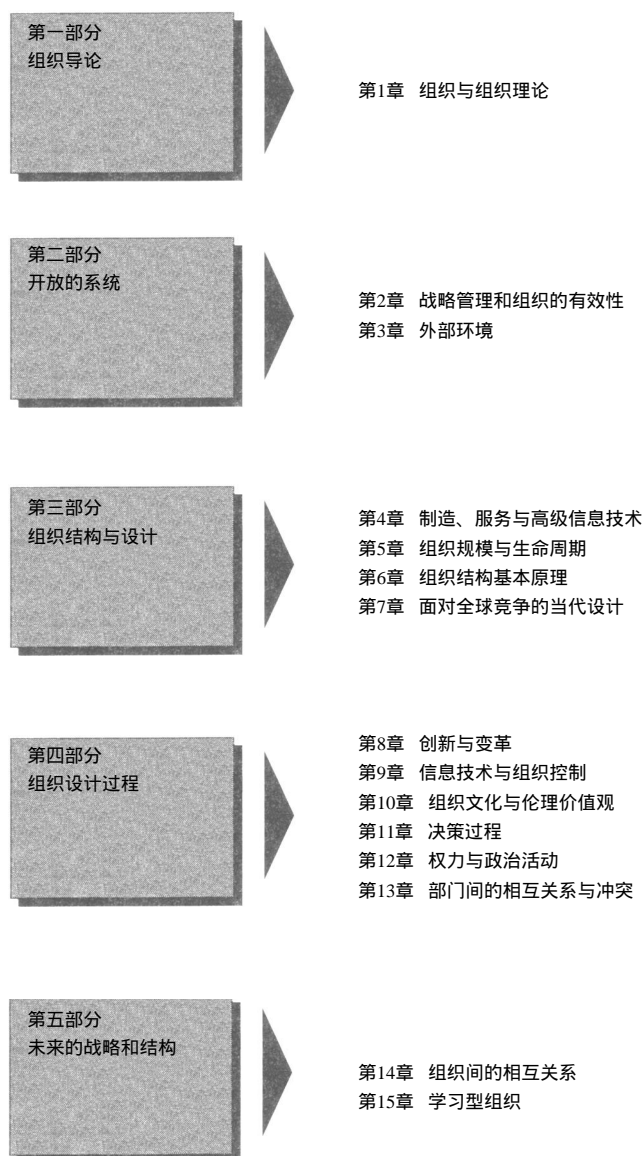 第一部分
组织导论
第1章 组织与组织理论
第二部分
开放的系统
第2章 战略管理和组织的有效性
第3章 外部环境
第三部分
组织结构与设计
第4章 制造、服务与高级信息技术
第5章 组织规模与生命周期
第6章 组织结构基本原理
第7章 面对全球竞争的当代设计
第四部分
组织设计过程
第8章 创新与变革
第9章 信息技术与组织控制
第10章 组织文化与伦理价值观
第11章 决策过程
第12章 权力与政治活动
第13章 部门间的相互关系与冲突
第五部分
未来的战略和结构
第14章 组织间的相互关系
第15章 学习型组织